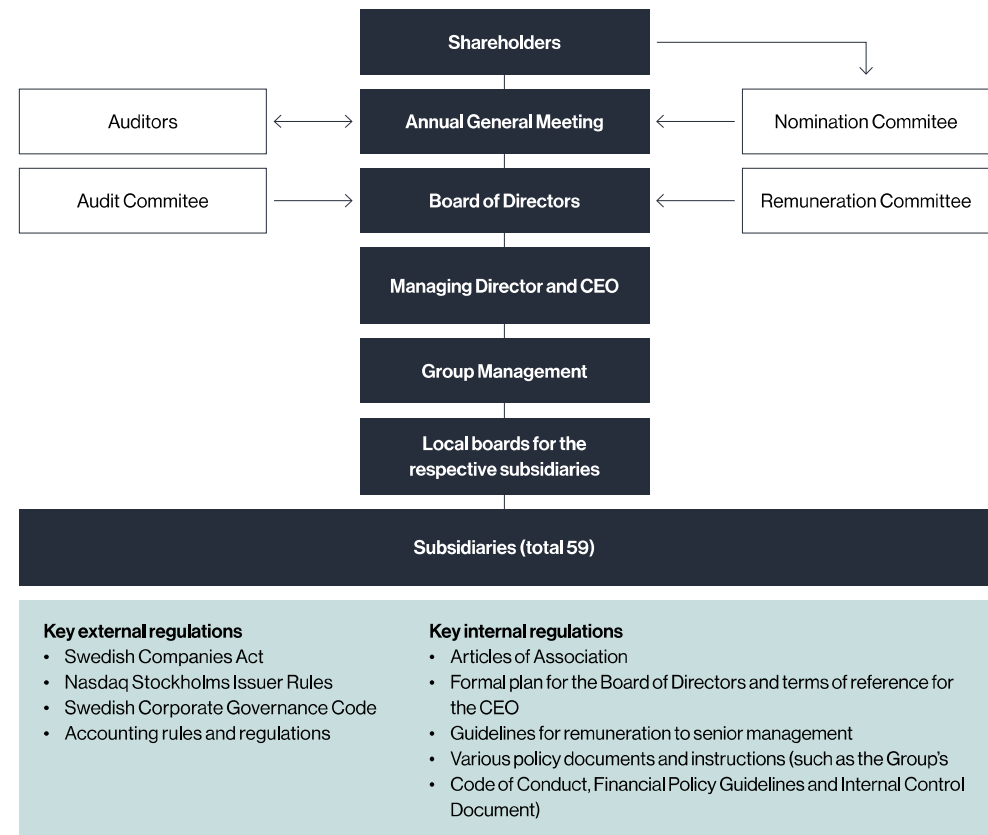 Shareholders
Auditors
Annual General Meeting
Nomination Commitee
Audit Commitee
Board of Directors
Remuneration Committee
Managing Director and CEO
Group Management
Local boards for the
respective subsidiaries
Subsidiaries (total 59)
Key external regulations
• Swedish Companies Act
• Nasdaq Stockholms Issuer Rules
• Swedish Corporate Governance Code
• Accounting rules and regulations
Key internal regulations
• Articles of Association
• Formal plan for the Board of Directors and terms of reference for
the CEO
• Guidelines for remuneration to senior management
• Various policy documents and instructions (such as the Group's
• Code of Conduct, Financial Policy Guidelines and Internal Control
Document)